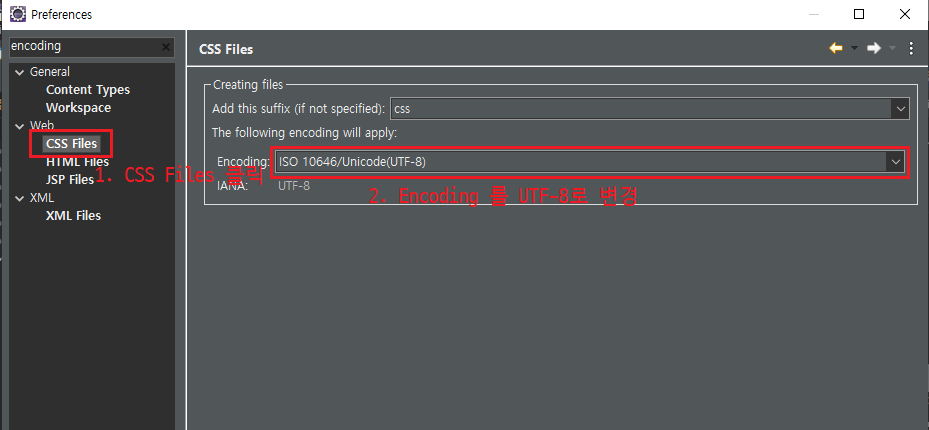 Preferences
encoding
General
Content Types
Workspace
Web
CSS Files
HTML Files
JSP Files
XML
XML Files
CSS Files
Creating files
Add this suffix (if not specified): css
The following encoding will apply:
Encoding: ISO 10646/Unicode(UTF-8)
IANA: UTF-8
1. CSS Files 클릭
2. Encoding 를 UTF-8로 변경